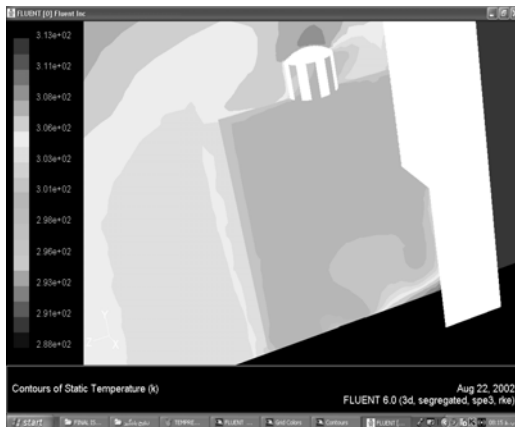 FLUENT [0] Fluent Inc
3.13e+02
3.11e+02
3.08e+02
3.06e+02
3.03e+02
3.01e+02
2.98e+02
2.96e+02
2.93e+02
2.91e+02
2.88e+02
Y
Z
X
Contours of Static Temperature (k)
Aug 22, 2002
FLUENT 6.0 (3d, segregated, spe3, rke)
start
FINAL IS...
TEMPRE...
FLUENT ...
Grid Colors
Contours
FLUENT [...